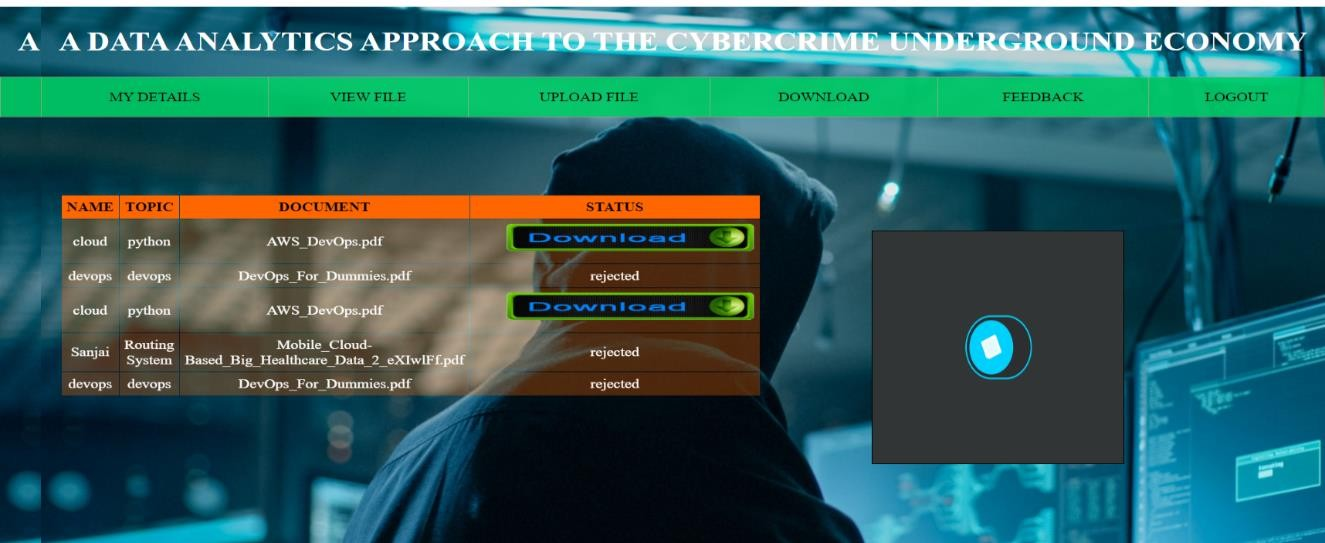 A A DATA ANALYTICS APPROACH TO THE CYBERCRIME UNDERGROUND ECONOMY
MY DETAILS VIEW FILE UPLOAD FILE DOWNLOAD FEEDBACK LOGOUT
NAME TOPIC DOCUMENT STATUS
cloud python AWS_DevOps.pdf Download
devops devops DevOps_For_Dummies.pdf rejected
cloud python AWS_DevOps.pdf Download
Sanjai Routing System Mobile_Cloud-Based_Big_Healthcare_Data_2_eXIwlFf.pdf rejected
devops devops DevOps_For_Dummies.pdf rejected